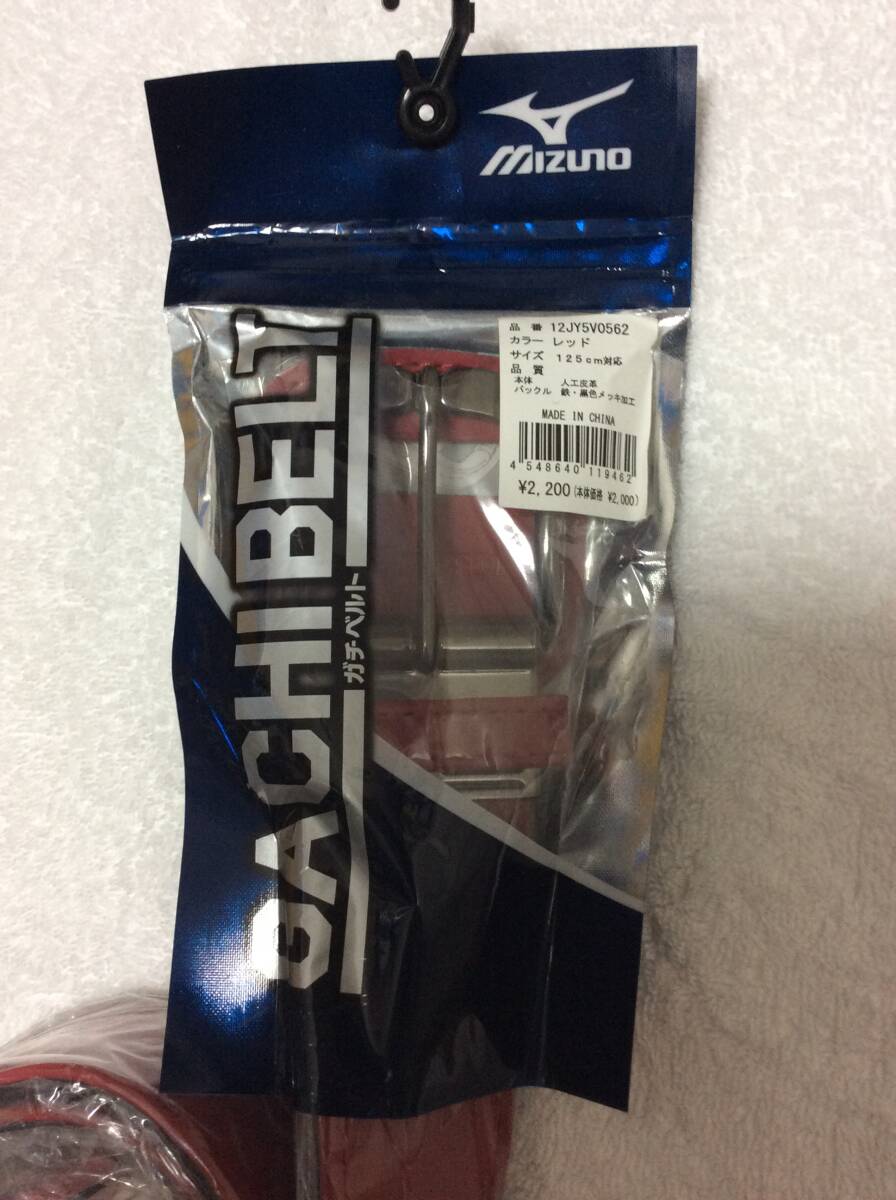 MIZUNO
GACHI BELT
ガチベルト
品番 12JY5V0562
カラー レッド
サイズ 125cm対応
品質
本体 人工皮革
バックル 鉄・黒色メッキ加工
MADE IN CHINA
4 548640 119462
¥2,200(本体価格 ¥2,000)